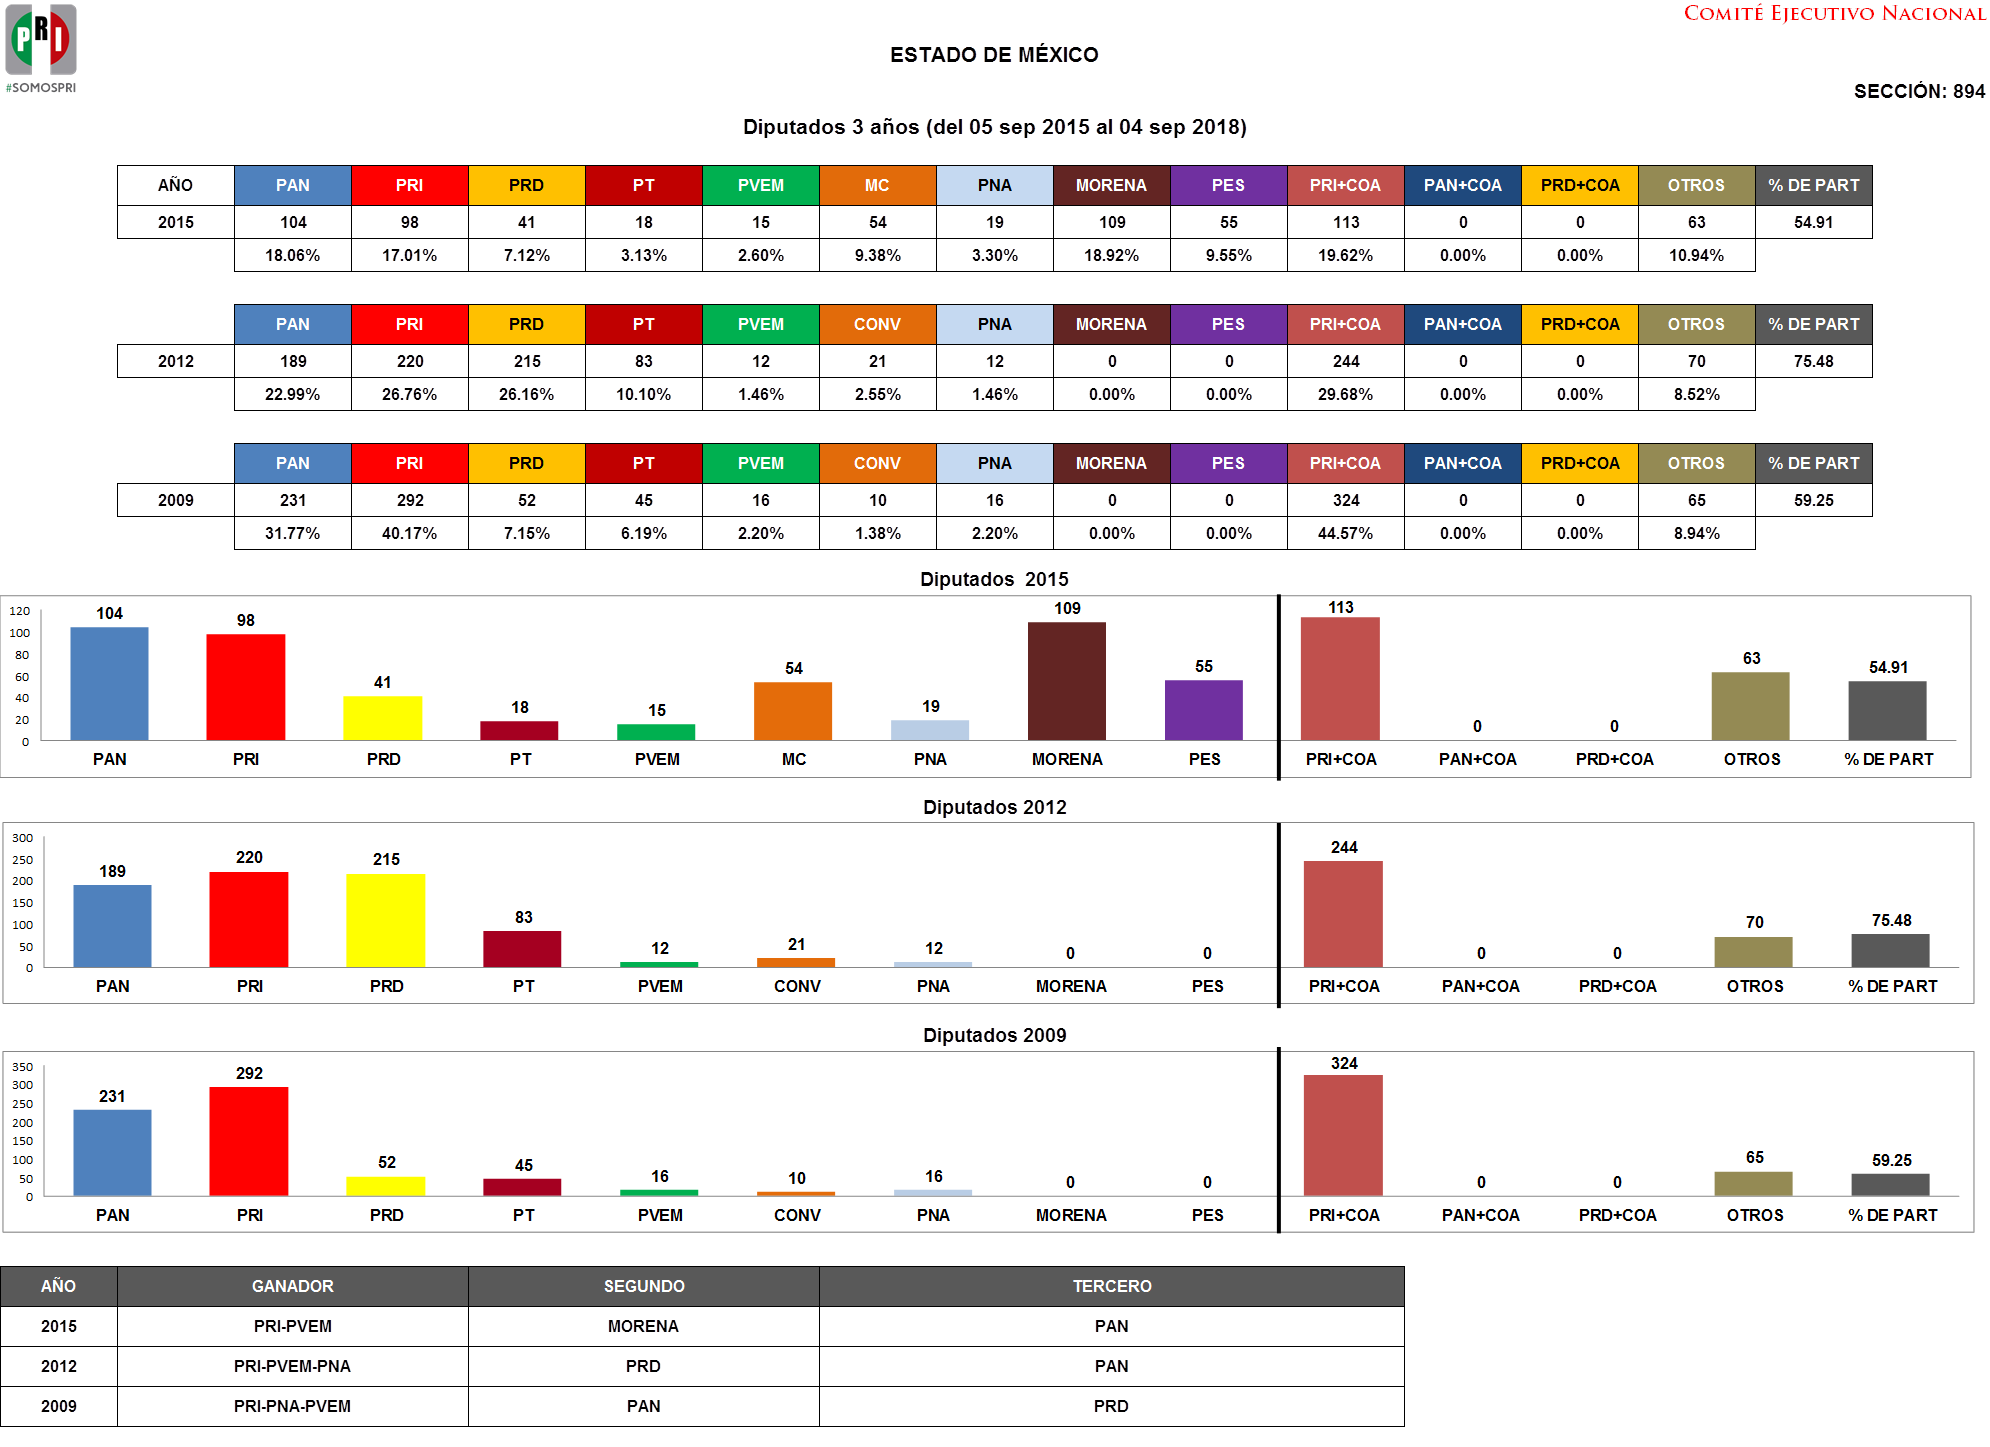 PRI
#SOMOSPRI
COMITÉ EJECUTIVO NACIONAL
ESTADO DE MÉXICO
SECCIÓN: 894
Diputados 3 años (del 05 sep 2015 al 04 sep 2018)
AÑO PAN PRI PRD PT PVEM MC PNA MORENA PES PRI+COA PAN+COA PRD+COA OTROS % DE PART
2015 104 98 41 18 15 54 19 109 55 113 0 0 63 54.91
18.06% 17.01% 7.12% 3.13% 2.60% 9.38% 3.30% 18.92% 9.55% 19.62% 0.00% 0.00% 10.94%
PAN PRI PRD PT PVEM CONV PNA MORENA PES PRI+COA PAN+COA PRD+COA OTROS % DE PART
2012 189 220 215 83 12 21 12 0 0 244 0 0 70 75.48
22.99% 26.76% 26.16% 10.10% 1.46% 2.55% 1.46% 0.00% 0.00% 29.68% 0.00% 0.00% 8.52%
PAN PRI PRD PT PVEM CONV PNA MORENA PES PRI+COA PAN+COA PRD+COA OTROS % DE PART
2009 231 292 52 45 16 10 16 0 0 324 0 0 65 59.25
31.77% 40.17% 7.15% 6.19% 2.20% 1.38% 2.20% 0.00% 0.00% 44.57% 0.00% 0.00% 8.94%
Diputados 2015
120
100
80
60
40
20
0
104 98 41 18 15 54 19 109 55 113 0 0 63 54.91
PAN PRI PRD PT PVEM MC PNA MORENA PES PRI+COA PAN+COA PRD+COA OTROS % DE PART
Diputados 2012
300
250
200
150
100
50
0
189 220 215 83 12 21 12 0 0 244 0 0 70 75.48
PAN PRI PRD PT PVEM CONV PNA MORENA PES PRI+COA PAN+COA PRD+COA OTROS % DE PART
Diputados 2009
350
300
250
200
150
100
50
0
231 292 52 45 16 10 16 0 0 324 0 0 65 59.25
PAN PRI PRD PT PVEM CONV PNA MORENA PES PRI+COA PAN+COA PRD+COA OTROS % DE PART
AÑO GANADOR SEGUNDO TERCERO
2015 PRI-PVEM MORENA PAN
2012 PRI-PVEM-PNA PRD PAN
2009 PRI-PNA-PVEM PAN PRD